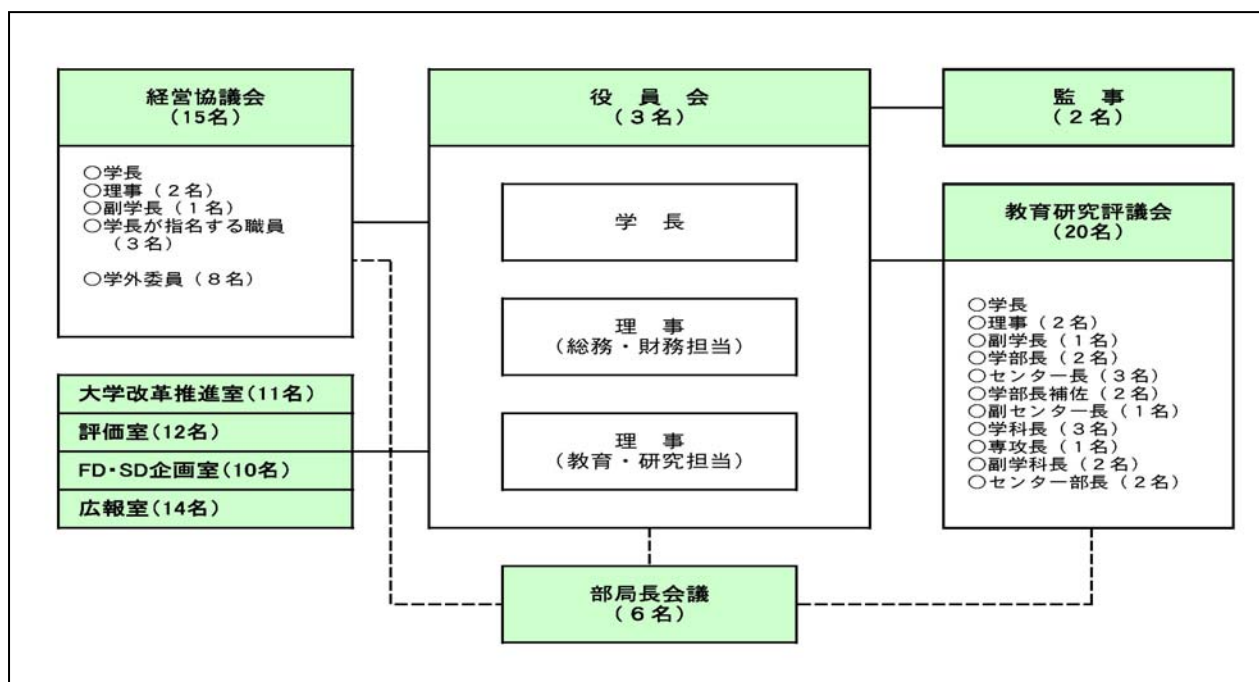 経営協議会
(15名)
○学長
○理事（２名）
○副学長（１名）
○学長が指名する職員
（３名）
○学外委員（８名）
大学改革推進室(11名)
評価室(12名)
FD・SD企画室(10名)
広報室(14名)
役　員　会
（３名）
学　長
理　事
（総務・財務担当）
理　事
（教育・研究担当）
部局長会議
（６名）
監　事
（２名）
教育研究評議会
(20名)
○学長
○理事（２名）
○副学長（１名）
○学部長（２名）
○センター長（３名）
○学部長補佐（２名）
○副センター長（１名）
○学科長（３名）
○専攻長（１名）
○副学科長（２名）
○センター部長（２名）